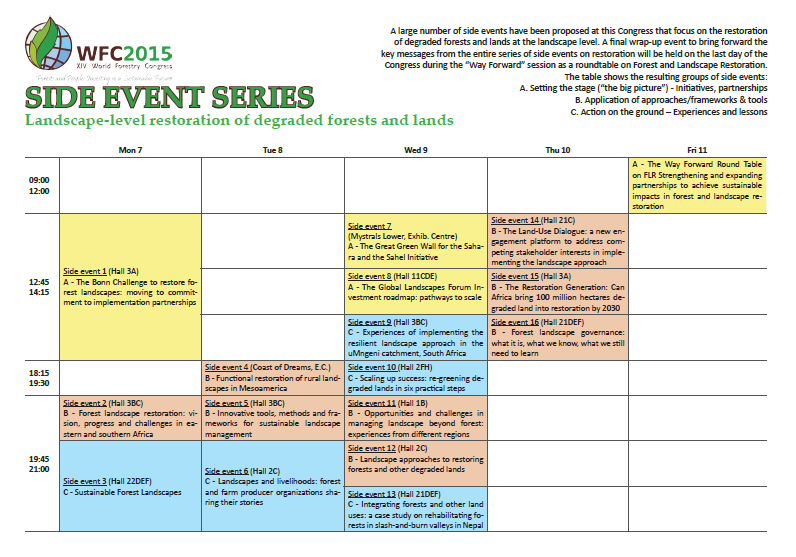 WFC2015
XIV World Forestry Congress
Forests and People: Investing in a Sustainable Future
SIDE EVENT SERIES
Landscape-level restoration of degraded forests and lands
A large number of side events have been proposed at this Congress that focus on the restoration
of degraded forests and lands at the landscape level. A final wrap-up event to bring forward the
key messages from the entire series of side events on restoration will be held on the last day of the
Congress during the "Way Forward" session as a roundtable on Forest and Landscape Restoration.
The table shows the resulting groups of side events:
A. Setting the stage ("the big picture") - Initiatives, partnerships
B. Application of approaches/frameworks & tools
C. Action on the ground – Experiences and lessons
Mon 7
Tue 8
Wed 9
Thu 10
Fri 11
09:00
12:00
A - The Way Forward Round Table
on FLR Strengthening and expanding
partnerships to achieve sustainable
impacts in forest and landscape re-
storation
12:45
14:15
Side event 1 (Hall 3A)
A - The Bonn Challenge to restore fo-
rest landscapes: moving to commit-
ment to implementation partnerships
Side event 7
(Mystrals Lower, Exhib. Centre)
A - The Great Green Wall for the Saha-
ra and the Sahel Initiative
Side event 8 (Hall 11CDE)
A - The Global Landscapes Forum In-
vestment roadmap: pathways to scale
Side event 9 (Hall 3BC)
C - Experiences of implementing the
resilient landscape approach in the
uMngeni catchment, South Africa
Side event 14 (Hall 21C)
B - The Land-Use Dialogue: a new en-
gagement platform to address com-
peting stakeholder interests in imple-
menting the landscape approach
Side event 15 (Hall 3A)
B - The Restoration Generation: Can
Africa bring 100 million hectares de-
graded land into restoration by 2030
Side event 16 (Hall 21DEF)
B - Forest landscape governance:
what it is, what we know, what we still
need to learn
18:15
19:30
Side event 4 (Coast of Dreams, E.C.)
B - Functional restoration of rural land-
scapes in Mesoamerica
Side event 10 (Hall 2FH)
C - Scaling up success: re-greening de-
graded lands in six practical steps
19:45
21:00
Side event 2 (Hall 3BC)
B - Forest landscape restoration: vi-
sion, progress and challenges in ea-
stern and southern Africa
Side event 3 (Hall 22DEF)
C - Sustainable Forest Landscapes
Side event 5 (Hall 3BC)
B - Innovative tools, methods and fra-
meworks for sustainable landscape
management
Side event 6 (Hall 2C)
C - Landscapes and livelihoods: forest
and farm producer organizations sha-
ring their stories
Side event 11 (Hall 1B)
B - Opportunities and challenges in
managing landscape beyond forest:
experiences from different regions
Side event 12 (Hall 2C)
B - Landscape approaches to restoring
forests and other degraded lands
Side event 13 (Hall 21DEF)
C - Integrating forests and other land
uses: a case study on rehabilitating fo-
rests in slash-and-burn valleys in Nepal